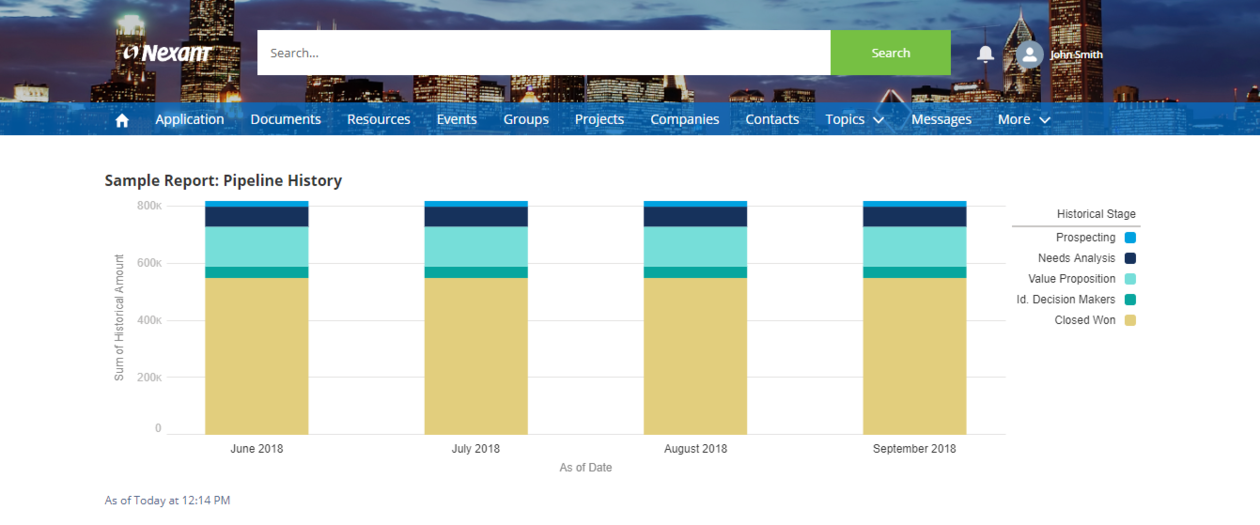 Nexant
Search...
Search
John Smith
Application Documents Resources Events Groups Projects Companies Contacts Topics Messages More
Sample Report: Pipeline History
800K
600K
400K
200K
0
Sum of Historical Amount
June 2018 July 2018 August 2018 September 2018
As of Date
Historical Stage
Prospecting
Needs Analysis
Value Proposition
Id. Decision Makers
Closed Won
As of Today at 12:14 PM